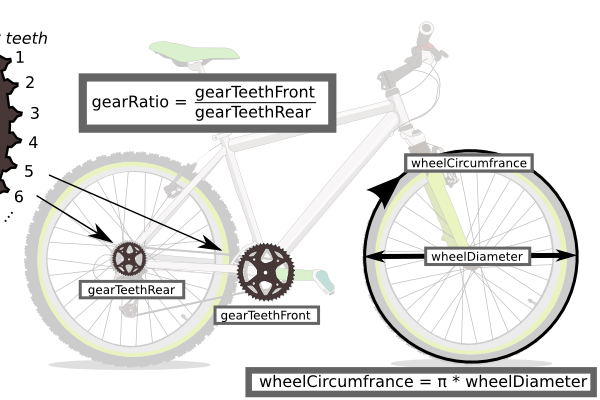 teeth
1
2
3
4
5
6
...
gearRatio = gearTeethFront
gearTeethRear
wheelCircumfrance
wheelDiameter
gearTeethRear
gearTeethFront
wheelCircumfrance = π * wheelDiameter